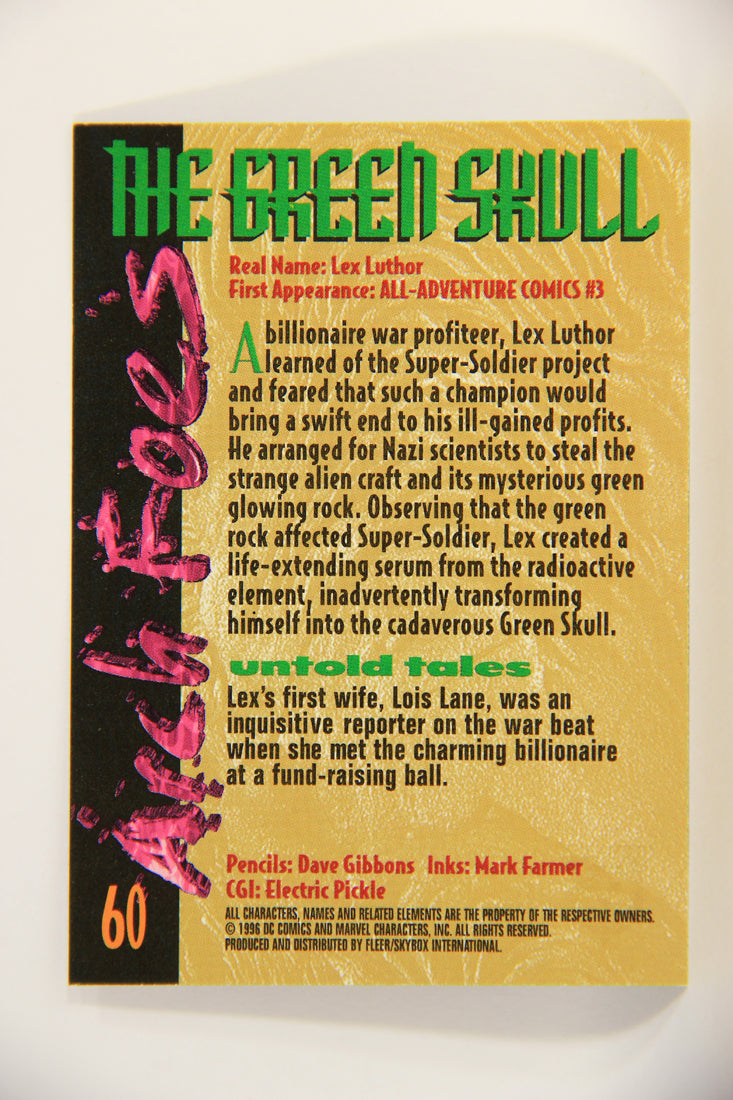 THE GREEN SKULL
Real Name: Lex Luthor
First Appearance: ALL-ADVENTURE COMICS #3
A billionaire war profiteer, Lex Luthor
learned of the Super-Soldier project
and feared that such a champion would
bring a swift end to his ill-gained profits.
He arranged for Nazi scientists to steal the
strange alien craft and its mysterious green
glowing rock. Observing that the green
rock affected Super-Soldier, Lex created a
life-extending serum from the radioactive
element, inadvertently transforming
himself into the cadaverous Green Skull.
untold tales
Lex's first wife, Lois Lane, was an
inquisitive reporter on the war beat
when she met the charming billionaire
at a fund-raising ball.
Pencils: Dave Gibbons Inks: Mark Farmer
CGI: Electric Pickle
ALL CHARACTERS, NAMES AND RELATED ELEMENTS ARE THE PROPERTY OF THE RESPECTIVE OWNERS.
© 1996 DC COMICS AND MARVEL CHARACTERS, INC. ALL RIGHTS RESERVED.
PRODUCED AND DISTRIBUTED BY FLEER/SKYBOX INTERNATIONAL.
Arch Foes
60